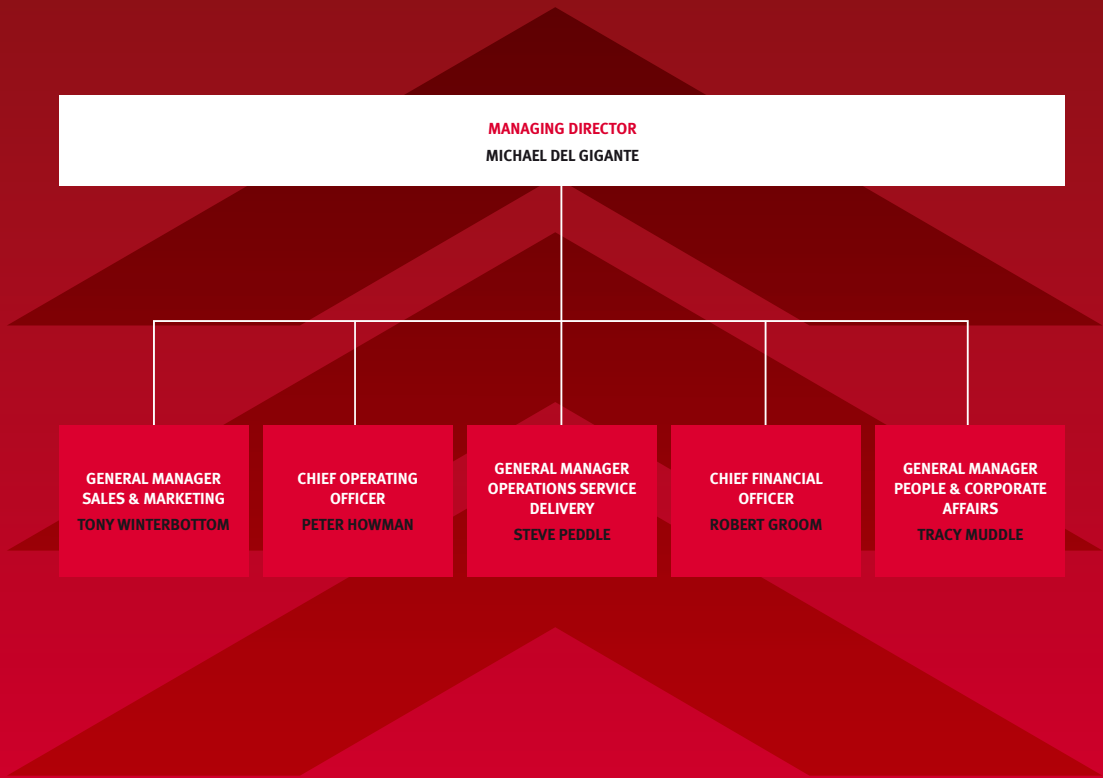 MANAGING DIRECTOR
MICHAEL DEL GIGANTE
GENERAL MANAGER
SALES & MARKETING
TONY WINTERBOTTOM
CHIEF OPERATING
OFFICER
PETER HOWMAN
GENERAL MANAGER
OPERATIONS SERVICE
DELIVERY
STEVE PEDDLE
CHIEF FINANCIAL
OFFICER
ROBERT GROOM
GENERAL MANAGER
PEOPLE & CORPORATE
AFFAIRS
TRACY MUDDLE